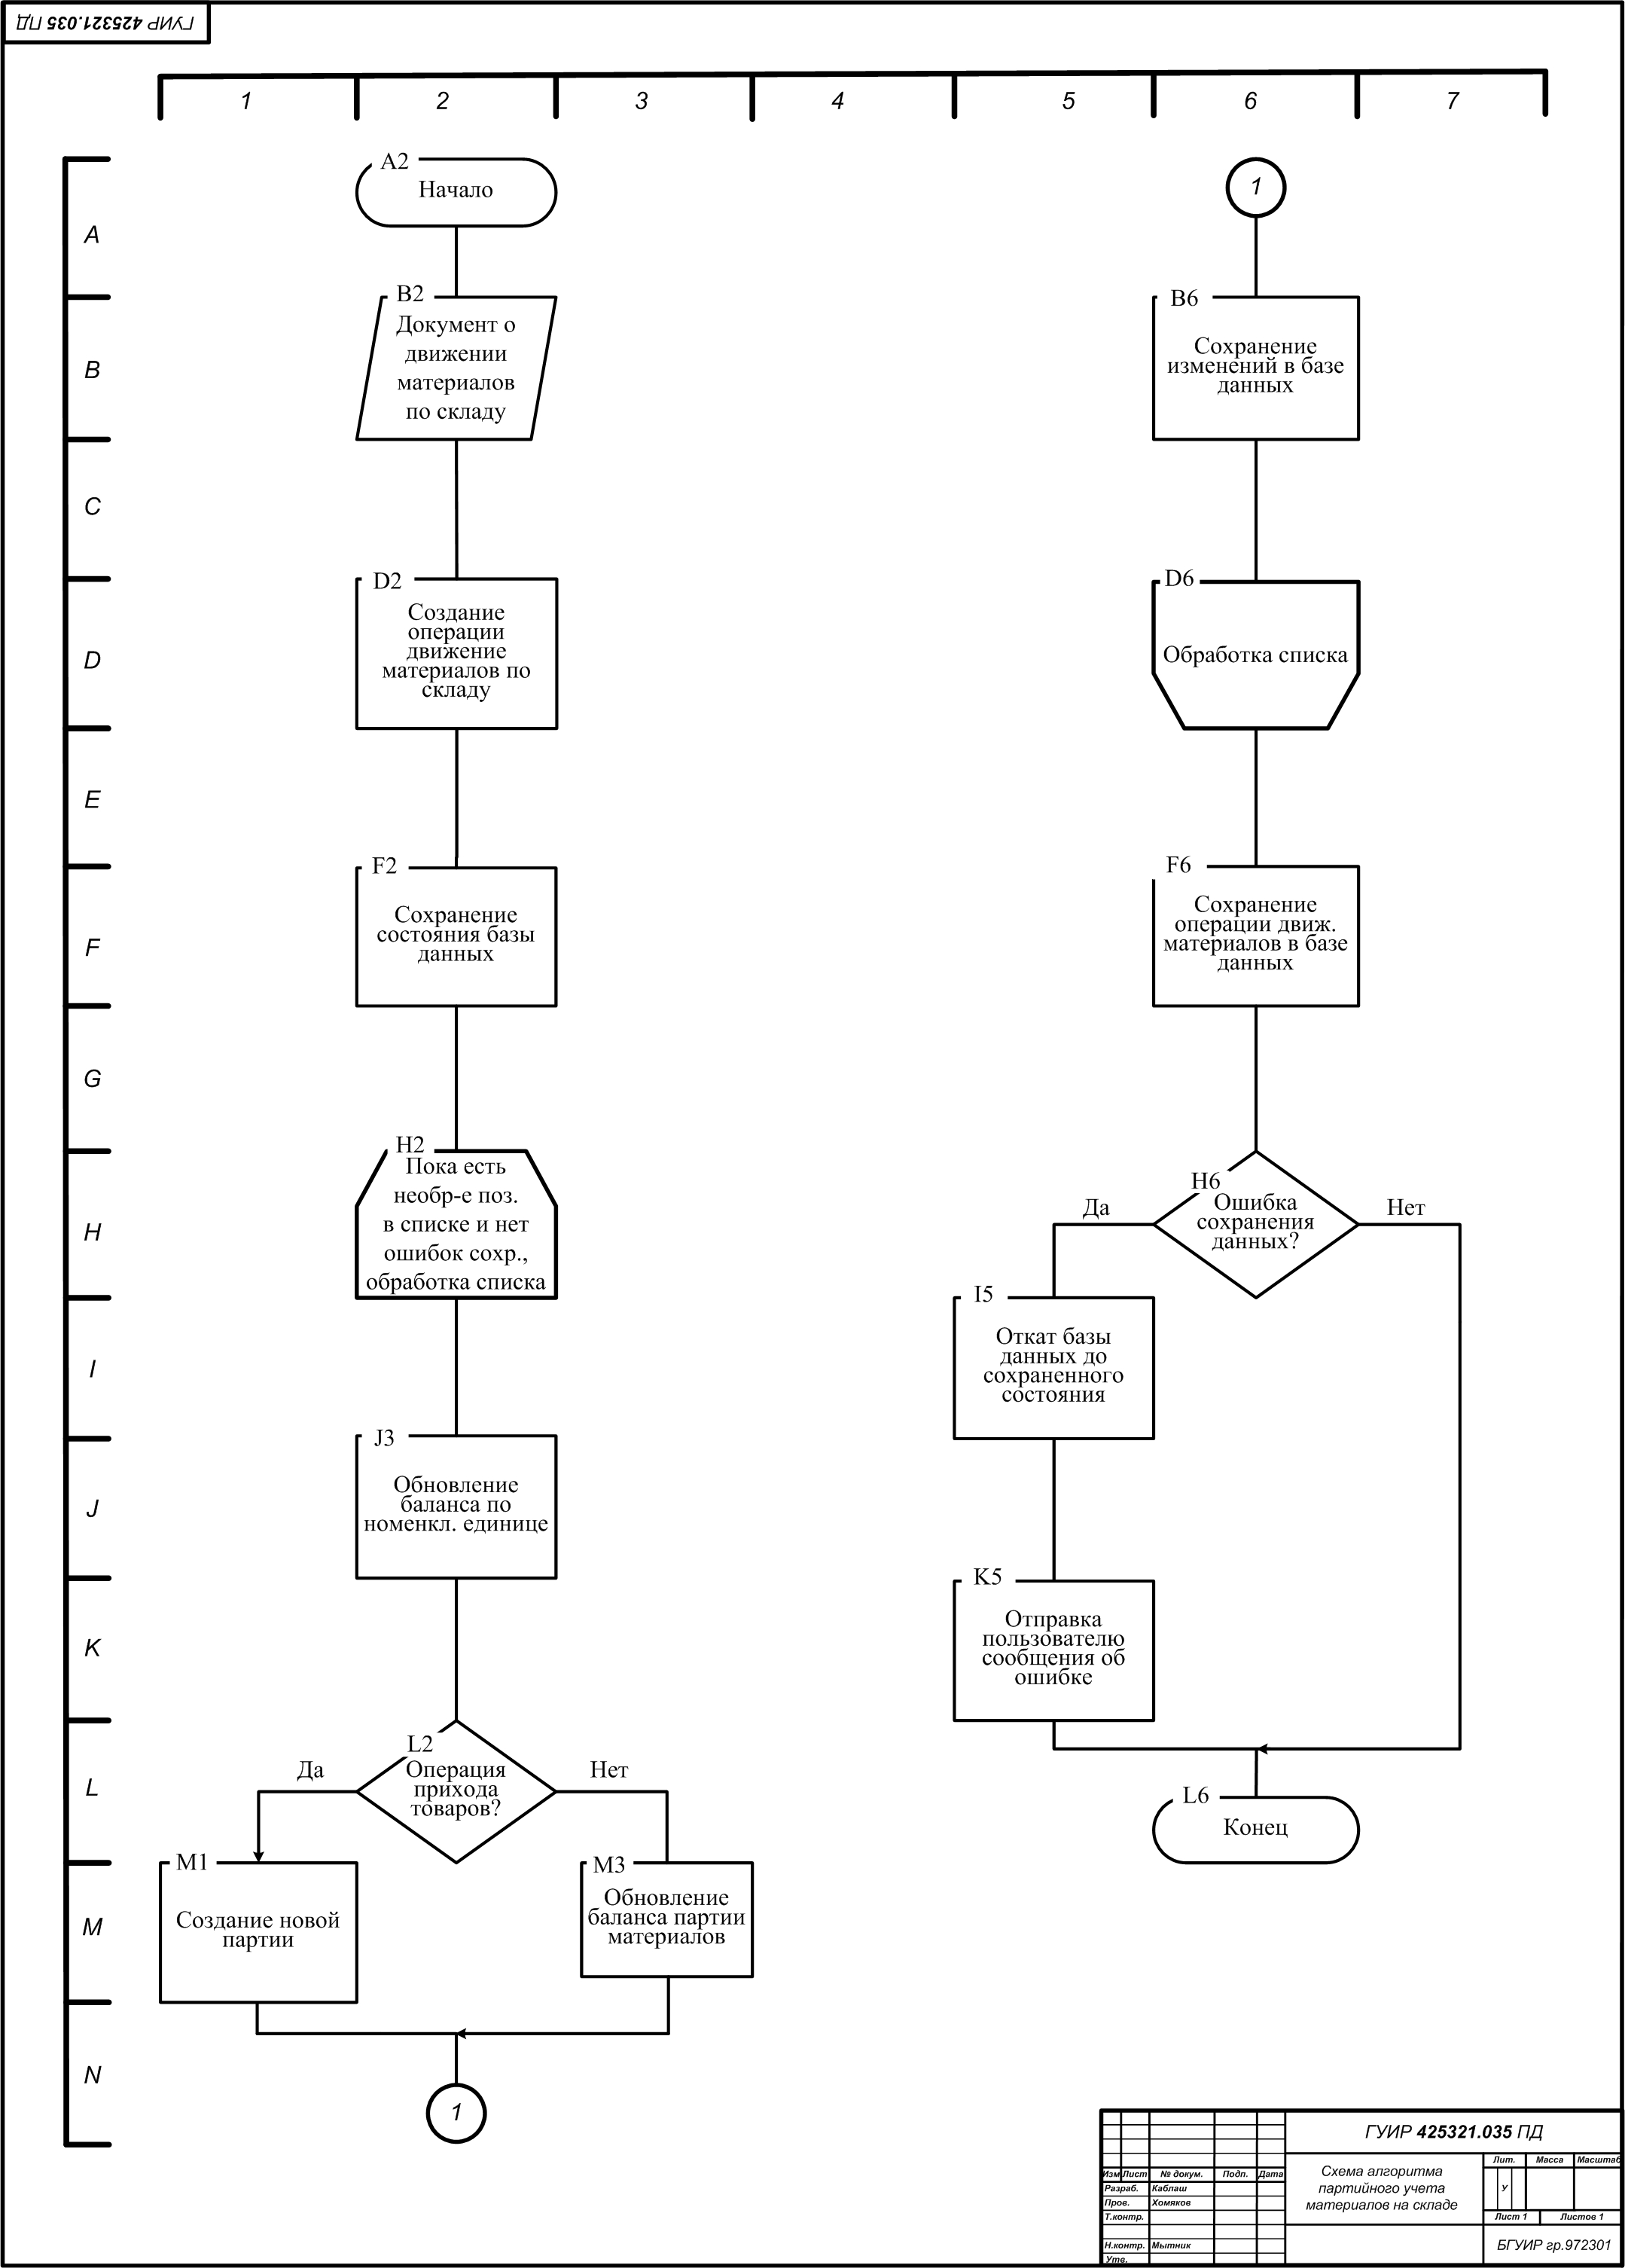 ГУИР 425321.035 ПД
1 2 3 4 5 6 7
A
B
C
D
E
F
G
H
I
J
K
L
M
N
A2
Начало
B2
Документ о
движении
материалов
по складу
D2
Создание
операции
движение
материалов по
складу
F2
Сохранение
состояния базы
данных
H2
Пока есть
необр-е поз.
в списке и нет
ошибок сохр.,
обработка списка
J3
Обновление
баланса по
номенкл. единице
L2
Операция
прихода
товаров?
Да
Нет
M1
Создание новой
партии
M3
Обновление
баланса партии
материалов
1
1
B6
Сохранение
изменений в базе
данных
D6
Обработка списка
F6
Сохранение
операции движ.
материалов в базе
данных
H6
Ошибка
сохранения
данных?
Да
Нет
I5
Откат базы
данных до
сохраненного
состояния
K5
Отправка
пользователю
сообщения об
ошибке
L6
Конец
ГУИР 425321.035 ПД
Изм Лист № докум. Подп. Дата
Разраб. Каблаш
Пров. Хомяков
Т.контр.
Н.контр. Мытник
Утв.
Схема алгоритма
партийного учета
материалов на складе
Лит. Масса Масштаб
У
Лист 1 Листов 1
БГУИР гр.972301